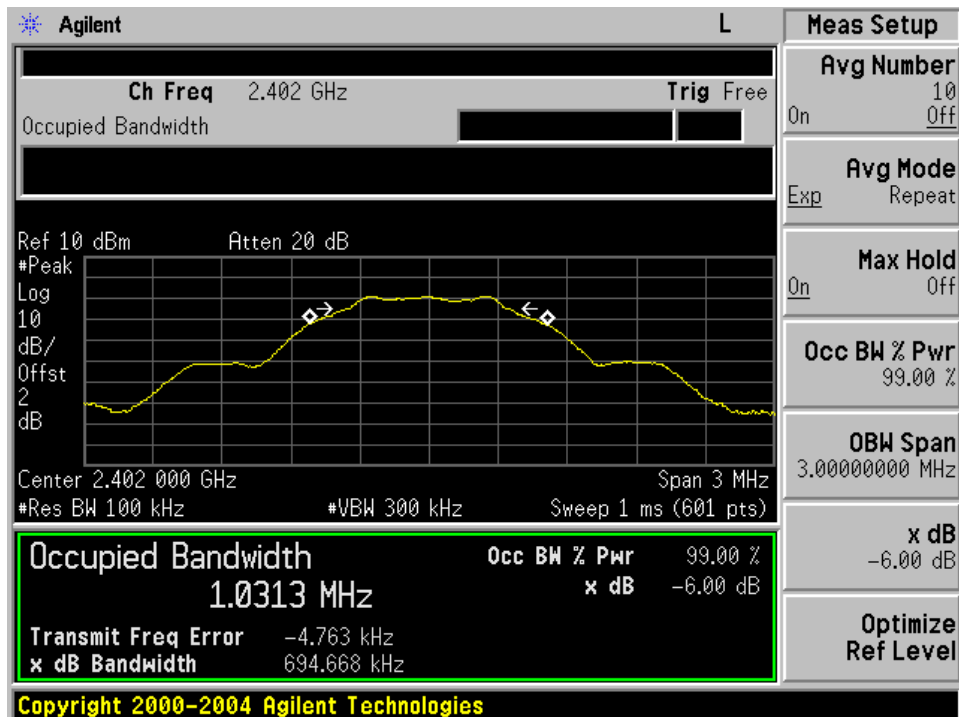 Agilent L
Ch Freq 2.402 GHz Trig Free
Occupied Bandwidth
Ref 10 dBm Atten 20 dB
#Peak
Log
10
dB/
Offst
2
dB
Center 2.402 000 GHz Span 3 MHz
#Res BW 100 kHz #VBW 300 kHz Sweep 1 ms (601 pts)
Occupied Bandwidth Occ BW % Pwr 99.00 %
1.0313 MHz x dB -6.00 dB
Transmit Freq Error -4.763 kHz
x dB Bandwidth 694.668 kHz
Copyright 2000-2004 Agilent Technologies
Meas Setup
Avg Number
10
On Off
Avg Mode
Exp Repeat
Max Hold
On Off
Occ BW % Pwr
99.00 %
OBW Span
3.00000000 MHz
x dB
-6.00 dB
Optimize
Ref Level